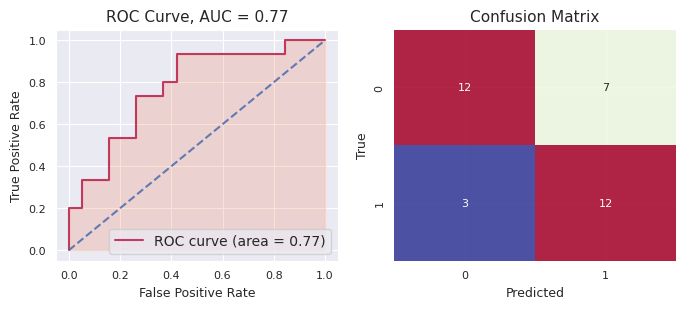 ROC Curve, AUC = 0.77
True Positive Rate
1.0
0.8
0.6
0.4
0.2
0.0
ROC curve (area = 0.77)
0.0 0.2 0.4 0.6 0.8 1.0
False Positive Rate
Confusion Matrix
True
0
12 7
1
3 12
0 1
Predicted